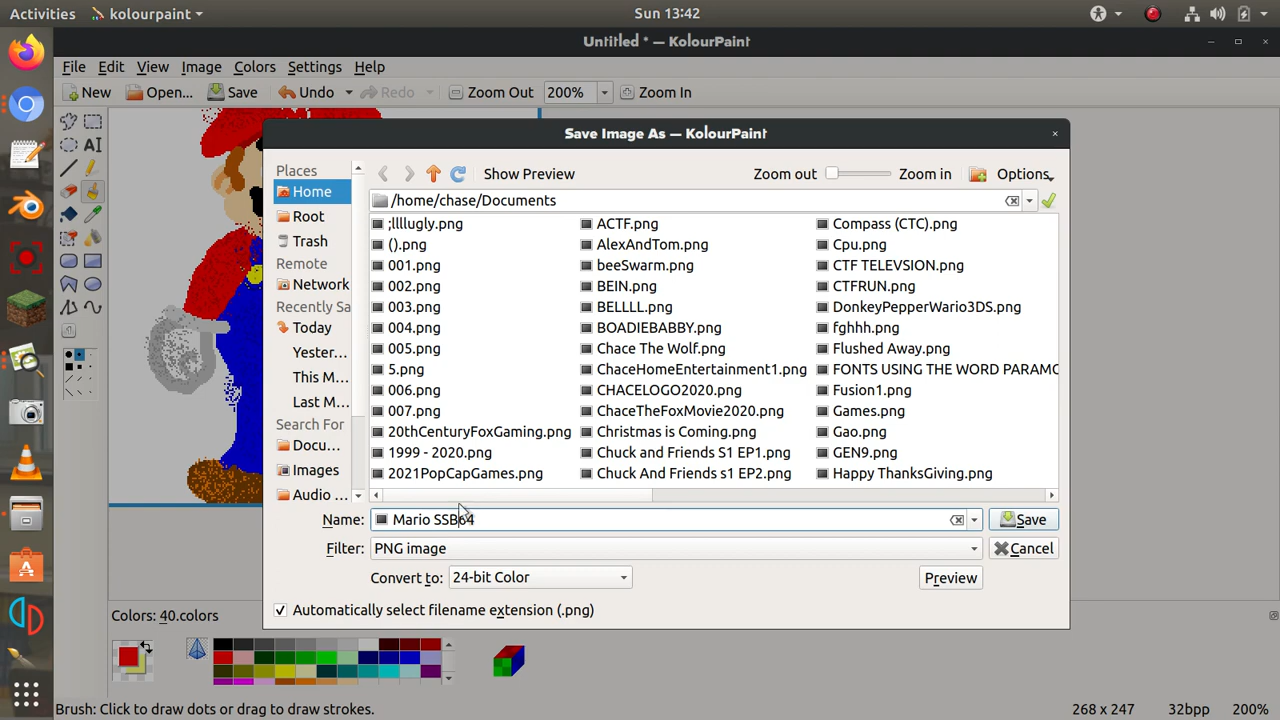 Activities kolourpaint Sun 13:42
Untitled * — KolourPaint
File Edit View Image Colors Settings Help
New Open... Save Undo Redo Zoom Out 200% Zoom In
Save Image As — KolourPaint
Places
Home
Root
Trash
Remote
Network
Recently Sa
Today
Yester...
This M...
Last M...
Search For
Docu...
Images
Audio ...
Show Preview Zoom out Zoom in Options
/home/chase/Documents
;llllugly.png
().png
001.png
002.png
003.png
004.png
005.png
5.png
006.png
007.png
20thCenturyFoxGaming.png
1999 - 2020.png
2021PopCapGames.png
ACTF.png
AlexAndTom.png
beeSwarm.png
BEIN.png
BELLLL.png
BOADIEBABBY.png
Chace The Wolf.png
ChaceHomeEntertainment1.png
CHACELOGO2020.png
ChaceTheFoxMovie2020.png
Christmas is Coming.png
Chuck and Friends S1 EP1.png
Chuck And Friends s1 EP2.png
Compass (CTC).png
Cpu.png
CTF TELEVSION.png
CTFRUN.png
DonkeyPepperWario3DS.png
fghhh.png
Flushed Away.png
FONTS USING THE WORD PARAMO
Fusion1.png
Games.png
Gao.png
GEN9.png
Happy ThanksGiving.png
Name: Mario SSB64 Save
Filter: PNG image Cancel
Convert to: 24-bit Color Preview
Automatically select filename extension (.png)
Colors: 40.colors
Brush: Click to draw dots or drag to draw strokes. 268 x 247 32bpp 200%